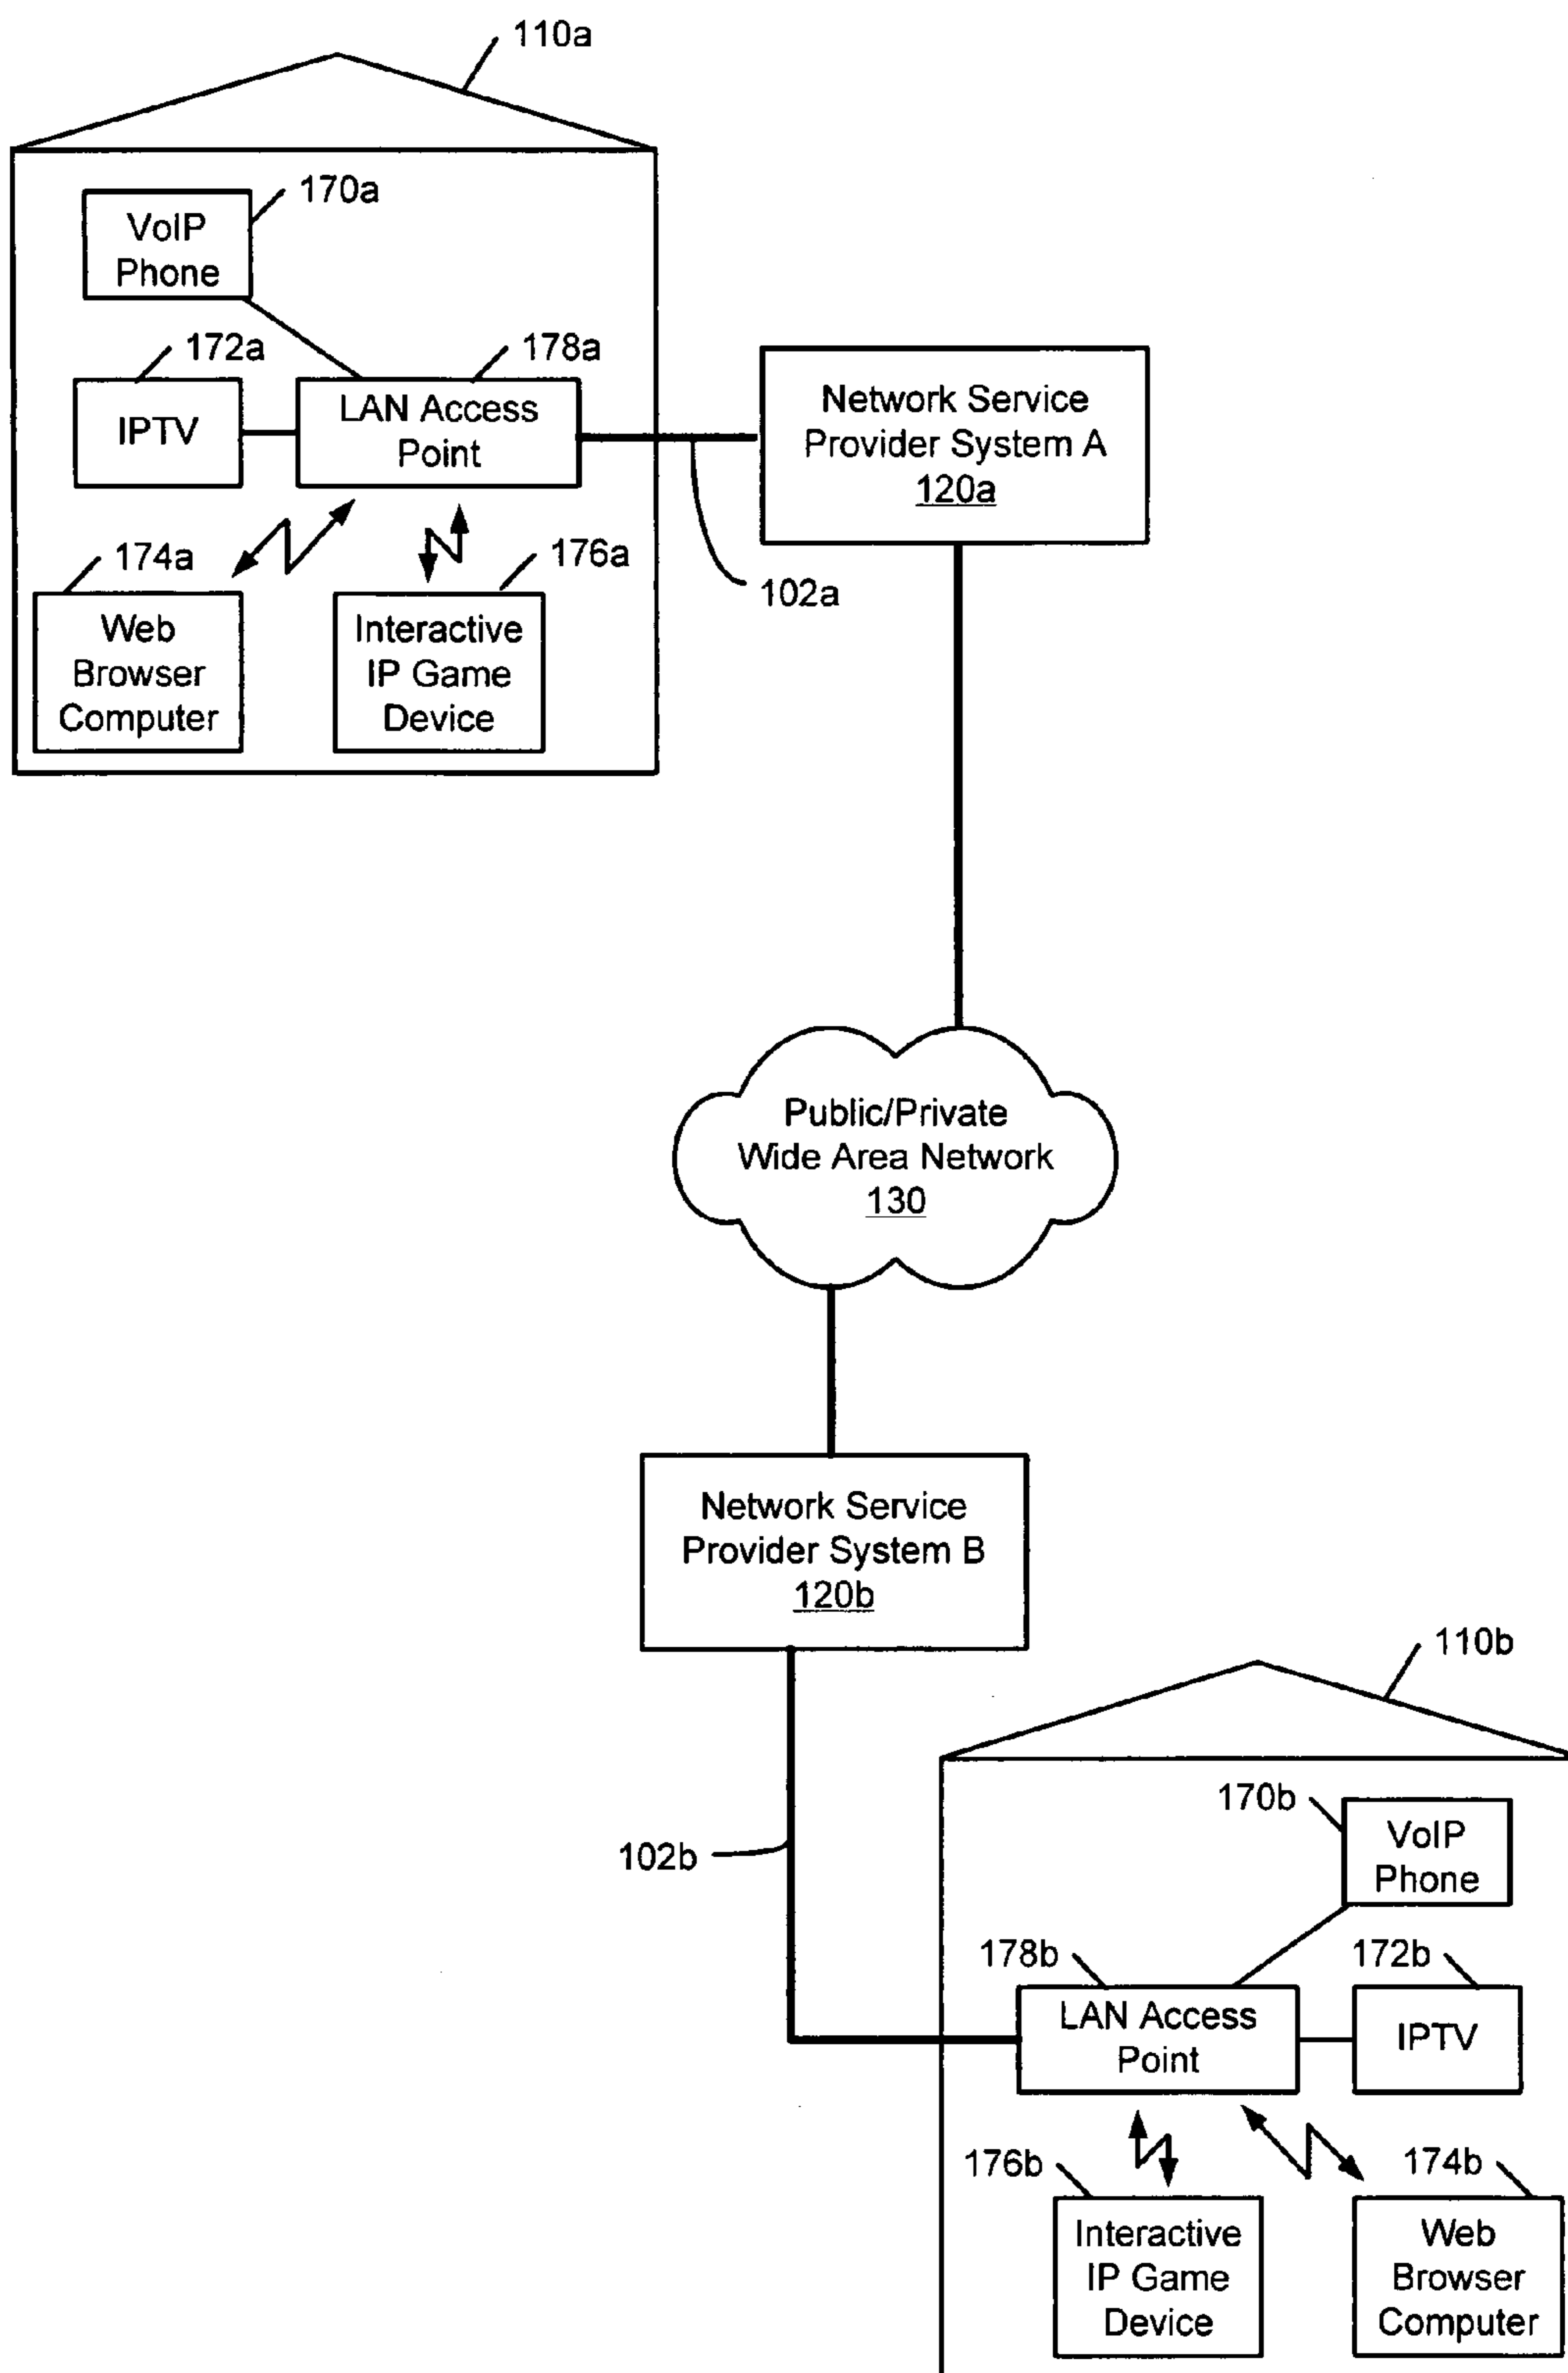 110a
170a
VoIP
Phone
172a
178a
IPTV
LAN Access
Point
Network Service
Provider System A
120a
174a
176a
102a
Web
Browser
Computer
Interactive
IP Game
Device
Public/Private
Wide Area Network
130
Network Service
Provider System B
120b
110b
170b
VoIP
Phone
102b
178b
172b
LAN Access
Point
IPTV
176b
174b
Interactive
IP Game
Device
Web
Browser
Computer